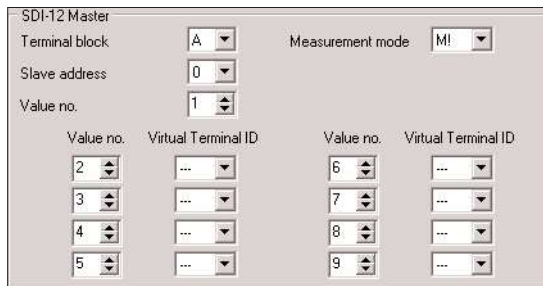 SDI-12 Master
Terminal block A Measurement mode M!
Slave address 0
Value no. 1
Value no. Virtual Terminal ID Value no. Virtual Terminal ID
2 --- 6 ---
3 --- 7 ---
4 --- 8 ---
5 --- 9 ---